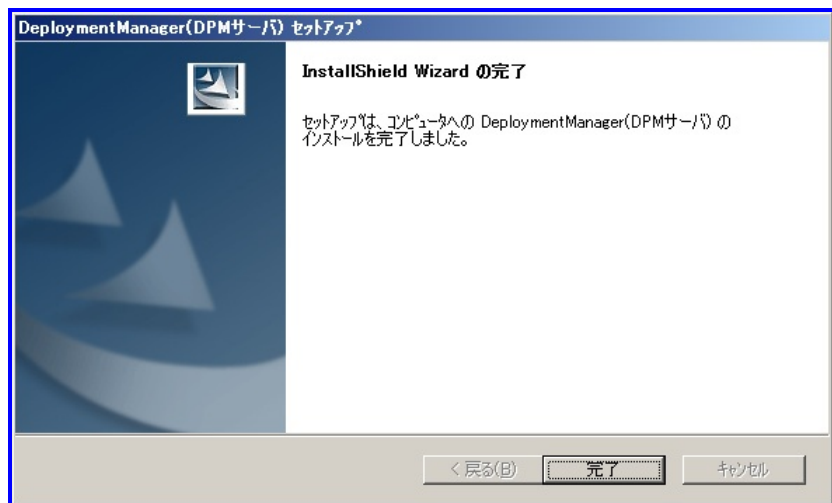 DeploymentManager(DPMサーバ) セットアップ
InstallShield Wizard の完了
セットアップは、コンピュータへの DeploymentManager(DPMサーバ) の
インストールを完了しました。
< 戻る(B)
完了
キャンセル